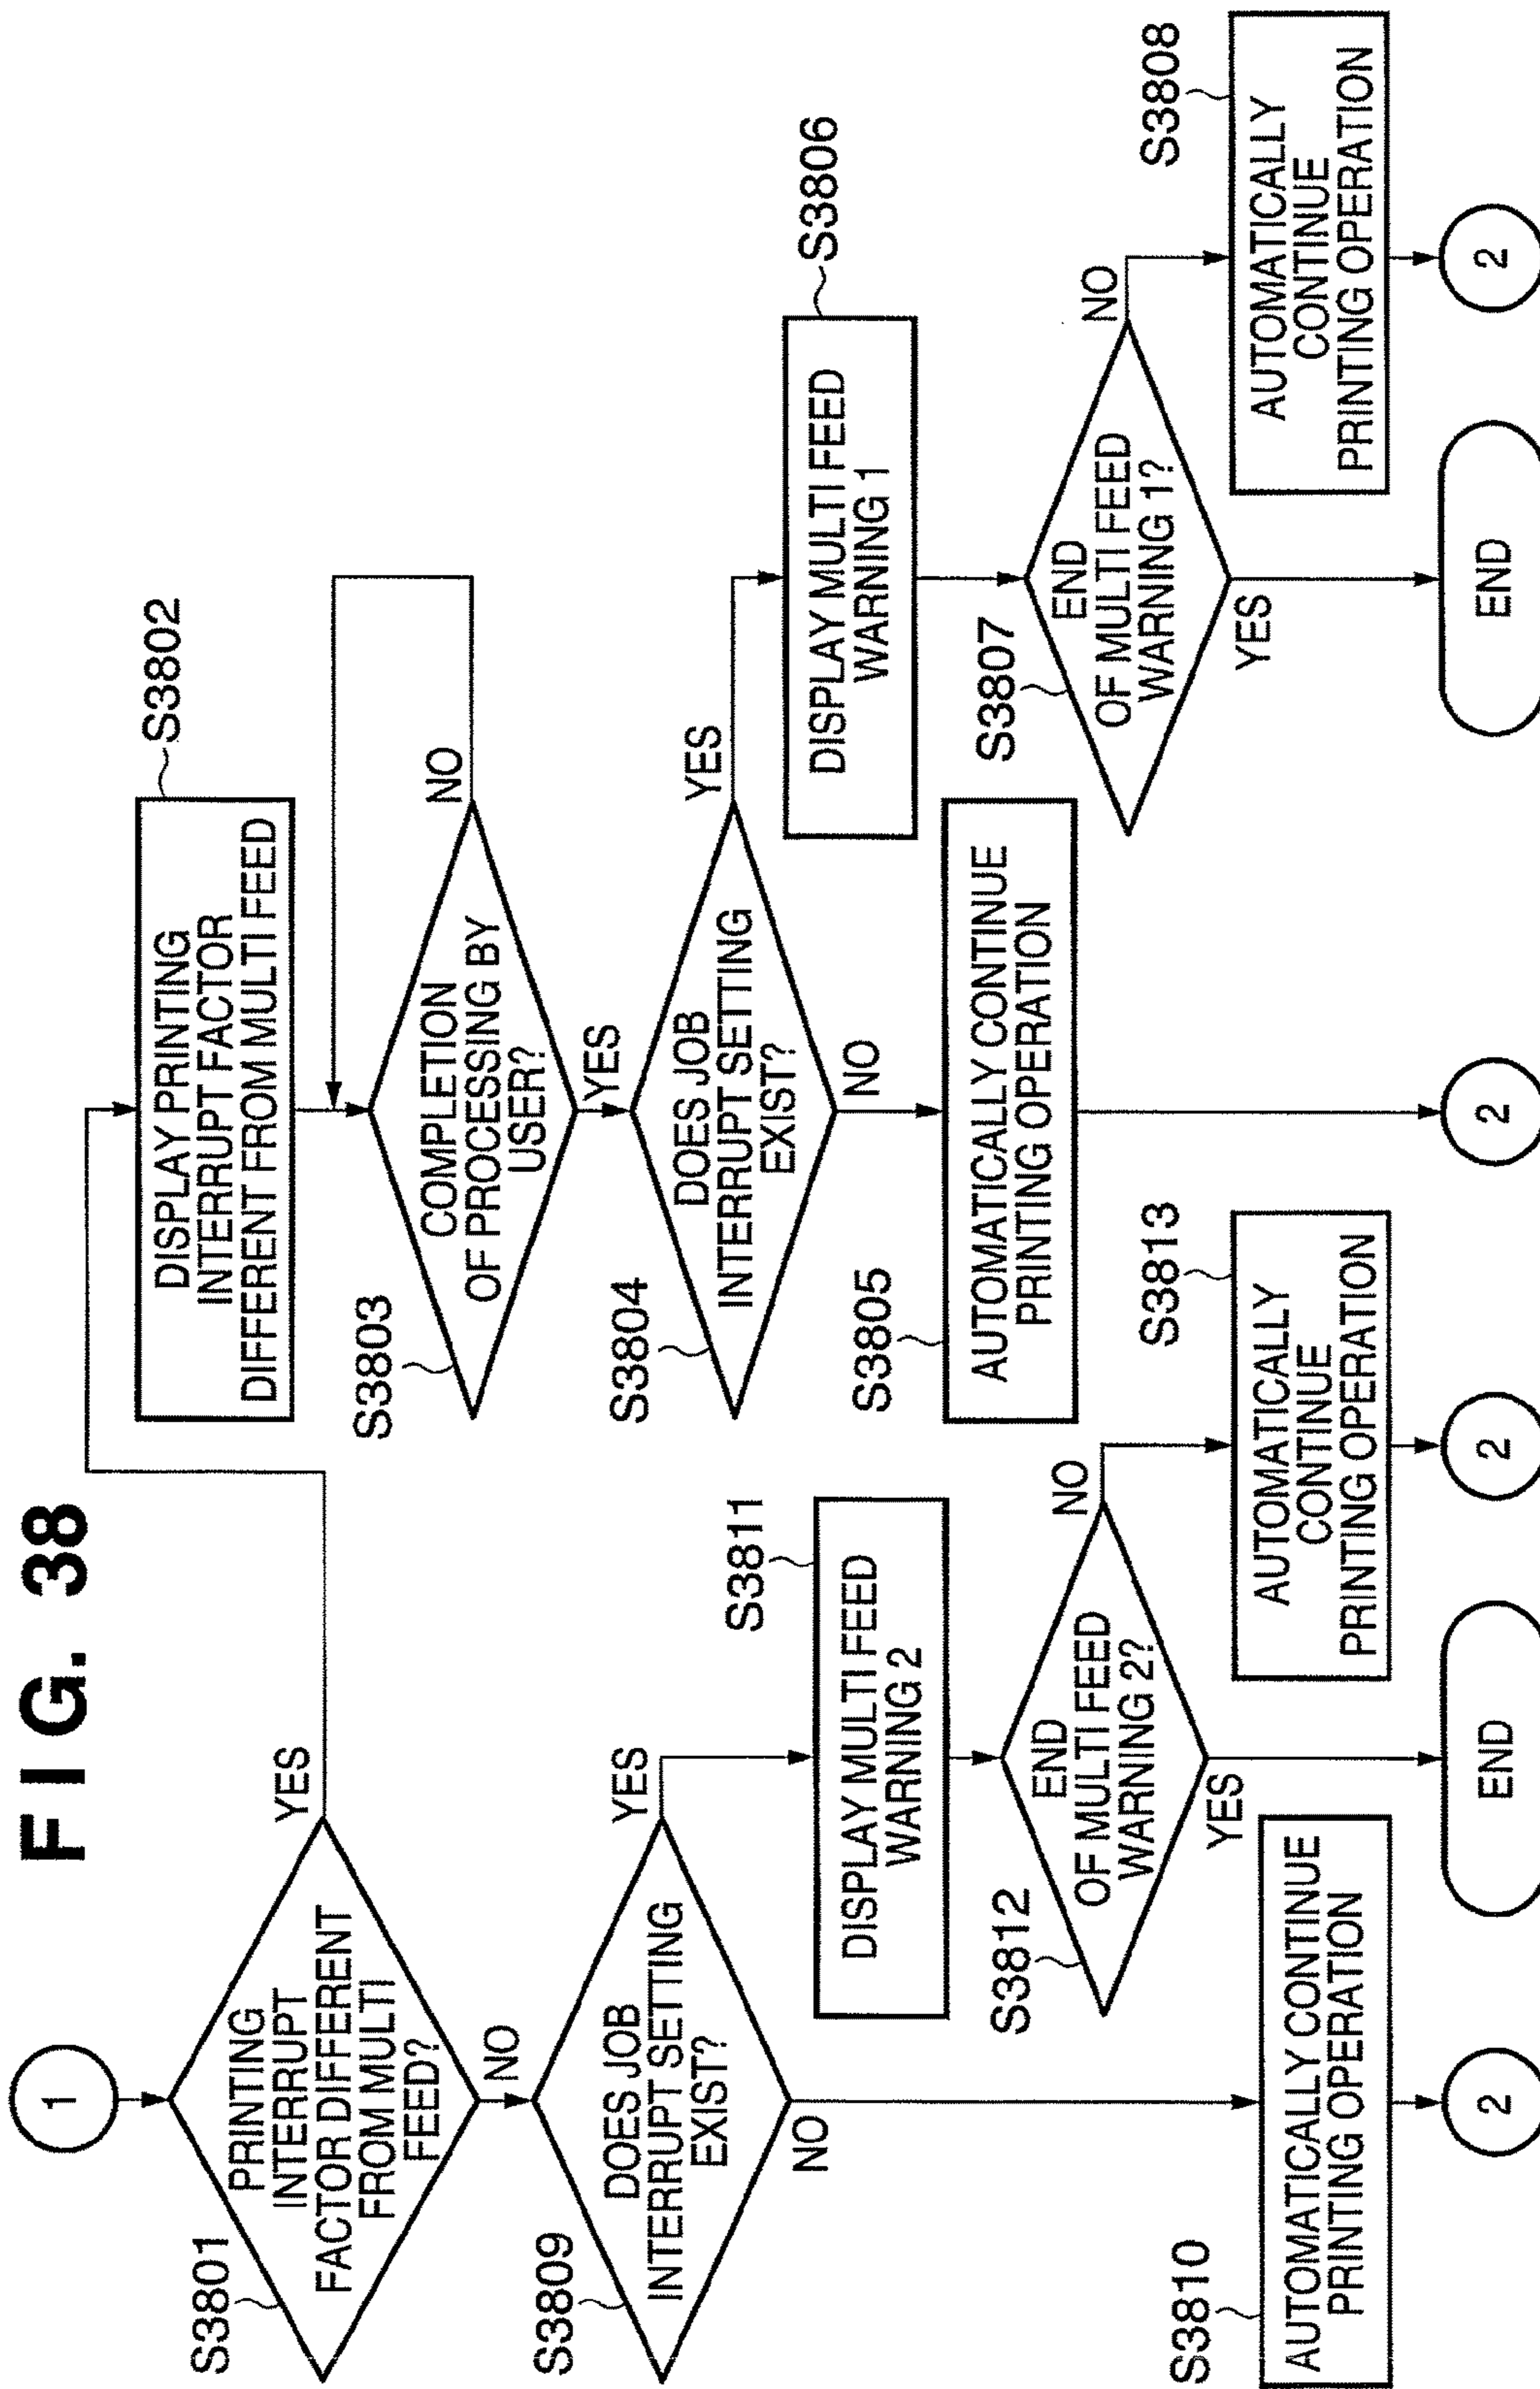 FIG. 38
1
S3801
PRINTING
INTERRUPT
FACTOR DIFFERENT
FROM MULTI
FEED?
YES
NO
S3802
DISPLAY PRINTING
INTERRUPT FACTOR
DIFFERENT FROM MULTI FEED
S3803
COMPLETION
OF PROCESSING BY
USER?
NO
YES
S3804
DOES JOB
INTERRUPT SETTING
EXIST?
YES
NO
S3805
AUTOMATICALLY CONTINUE
PRINTING OPERATION
2
S3806
DISPLAY MULTI FEED
WARNING 1
S3807
END
OF MULTI FEED
WARNING 1?
NO
YES
END
S3808
AUTOMATICALLY
CONTINUE
PRINTING OPERATION
2
S3809
DOES JOB
INTERRUPT SETTING
EXIST?
YES
NO
S3810
AUTOMATICALLY CONTINUE
PRINTING OPERATION
2
S3811
DISPLAY MULTI FEED
WARNING 2
S3812
END
OF MULTI FEED
WARNING 2?
NO
YES
END
S3813
AUTOMATICALLY
CONTINUE
PRINTING OPERATION
2